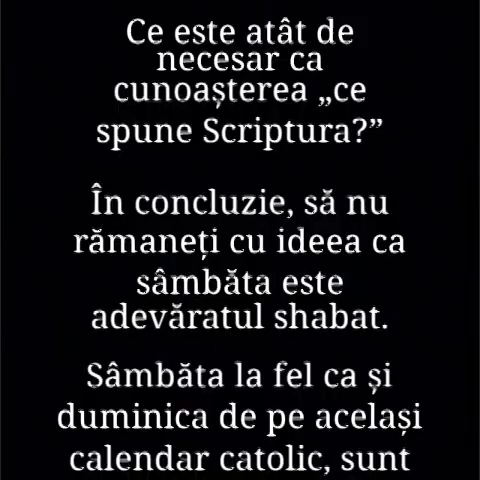 Ce este atât de
necesar ca
cunoașterea „ce
spune Scriptura?”
În concluzie, să nu
rămaneți cu ideea ca
sâmbăta este
adevăratul shabat.
Sâmbăta la fel ca și
duminica de pe același
calendar catolic, sunt